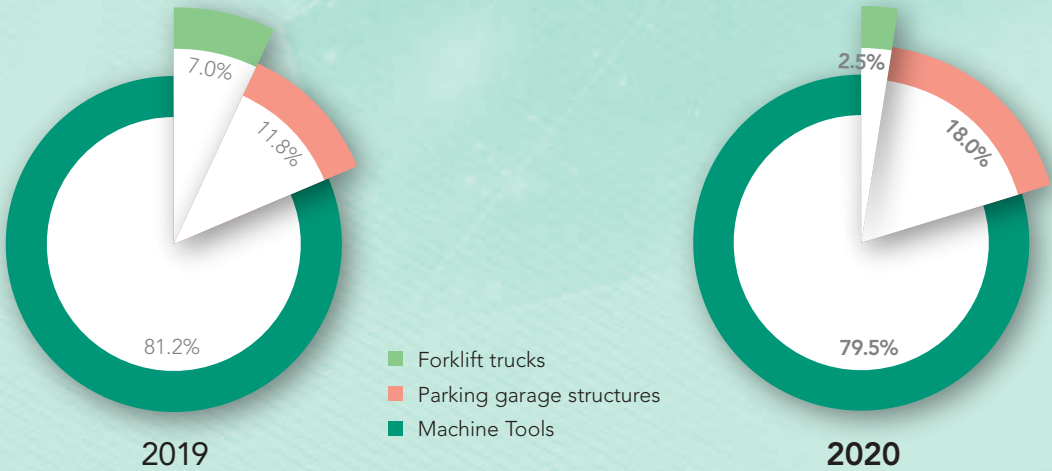 7.0%
11.8%
81.2%
2019
Forklift trucks
Parking garage structures
Machine Tools
2.5%
18.0%
79.5%
2020